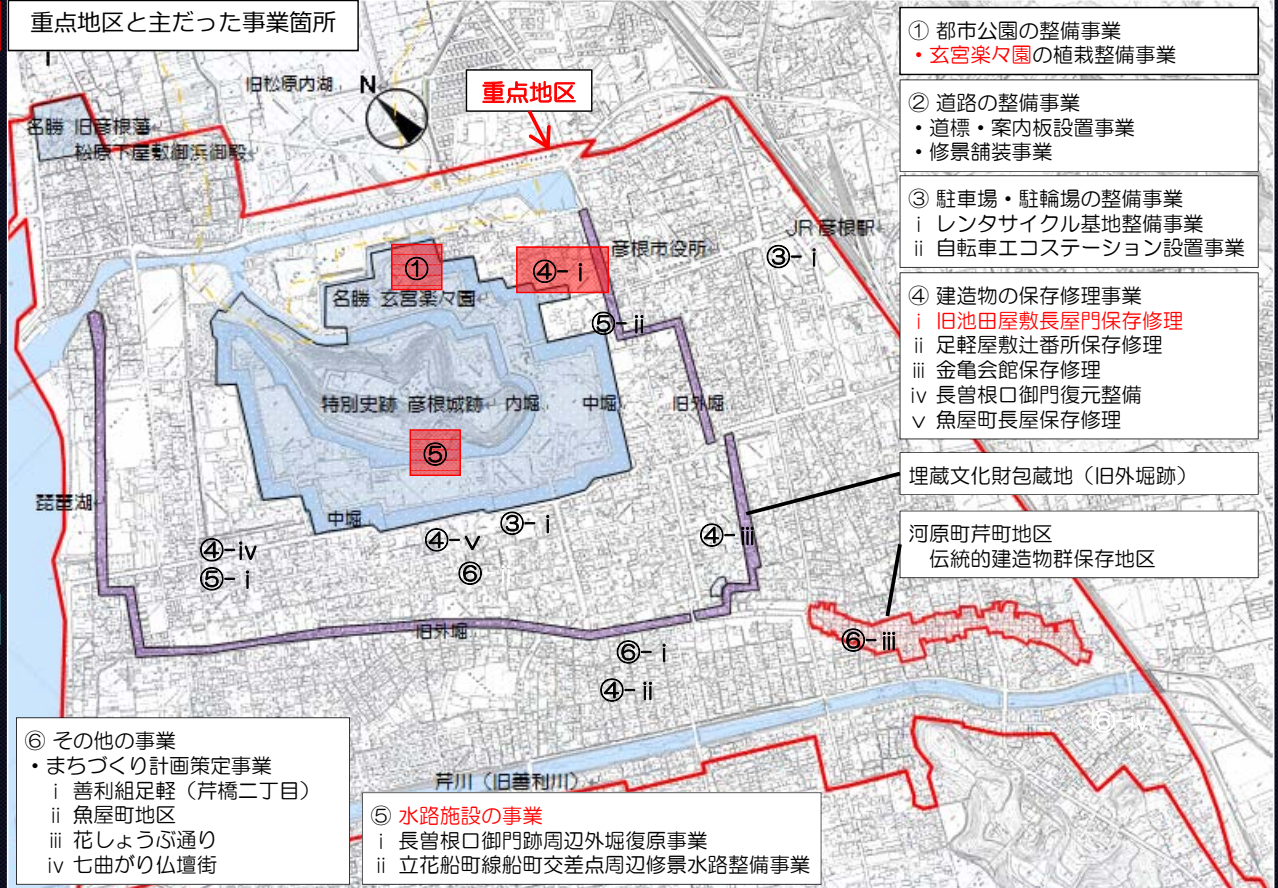 重点地区と主だった事業箇所
旧松原内湖
N
重点地区
名勝 旧彦根藩
松原下屋敷御浜御殿
JR 彦根駅
彦根市役所
③- i
①
④- i
名勝 玄宮楽々園
⑤- ii
特別史跡 彦根城跡
内堀
中堀
旧外堀
⑤
琵琶湖
中堀
③- i
④-iv
④-v
④-iii
⑤- i
⑥
旧外堀
⑥- i
⑥-iii
④- ii
芹川(旧善利川)
① 都市公園の整備事業
・玄宮楽々園の植栽整備事業
② 道路の整備事業
・道標・案内板設置事業
・修景舗装事業
③ 駐車場・駐輪場の整備事業
i レンタサイクル基地整備事業
ii 自転車エコステーション設置事業
④ 建造物の保存修理事業
i 旧池田屋敷長屋門保存修理
ii 足軽屋敷辻番所保存修理
iii 金亀会館保存修理
iv 長曽根口御門復元整備
v 魚屋町長屋保存修理
埋蔵文化財包蔵地(旧外堀跡)
河原町芹町地区
伝統的建造物群保存地区
⑥ その他の事業
・まちづくり計画策定事業
i 善利組足軽(芹橋二丁目)
ii 魚屋町地区
iii 花しょうぶ通り
iv 七曲がり仏壇街
⑤ 水路施設の事業
i 長曽根口御門跡周辺外堀復原事業
ii 立花船町線船町交差点周辺修景水路整備事業